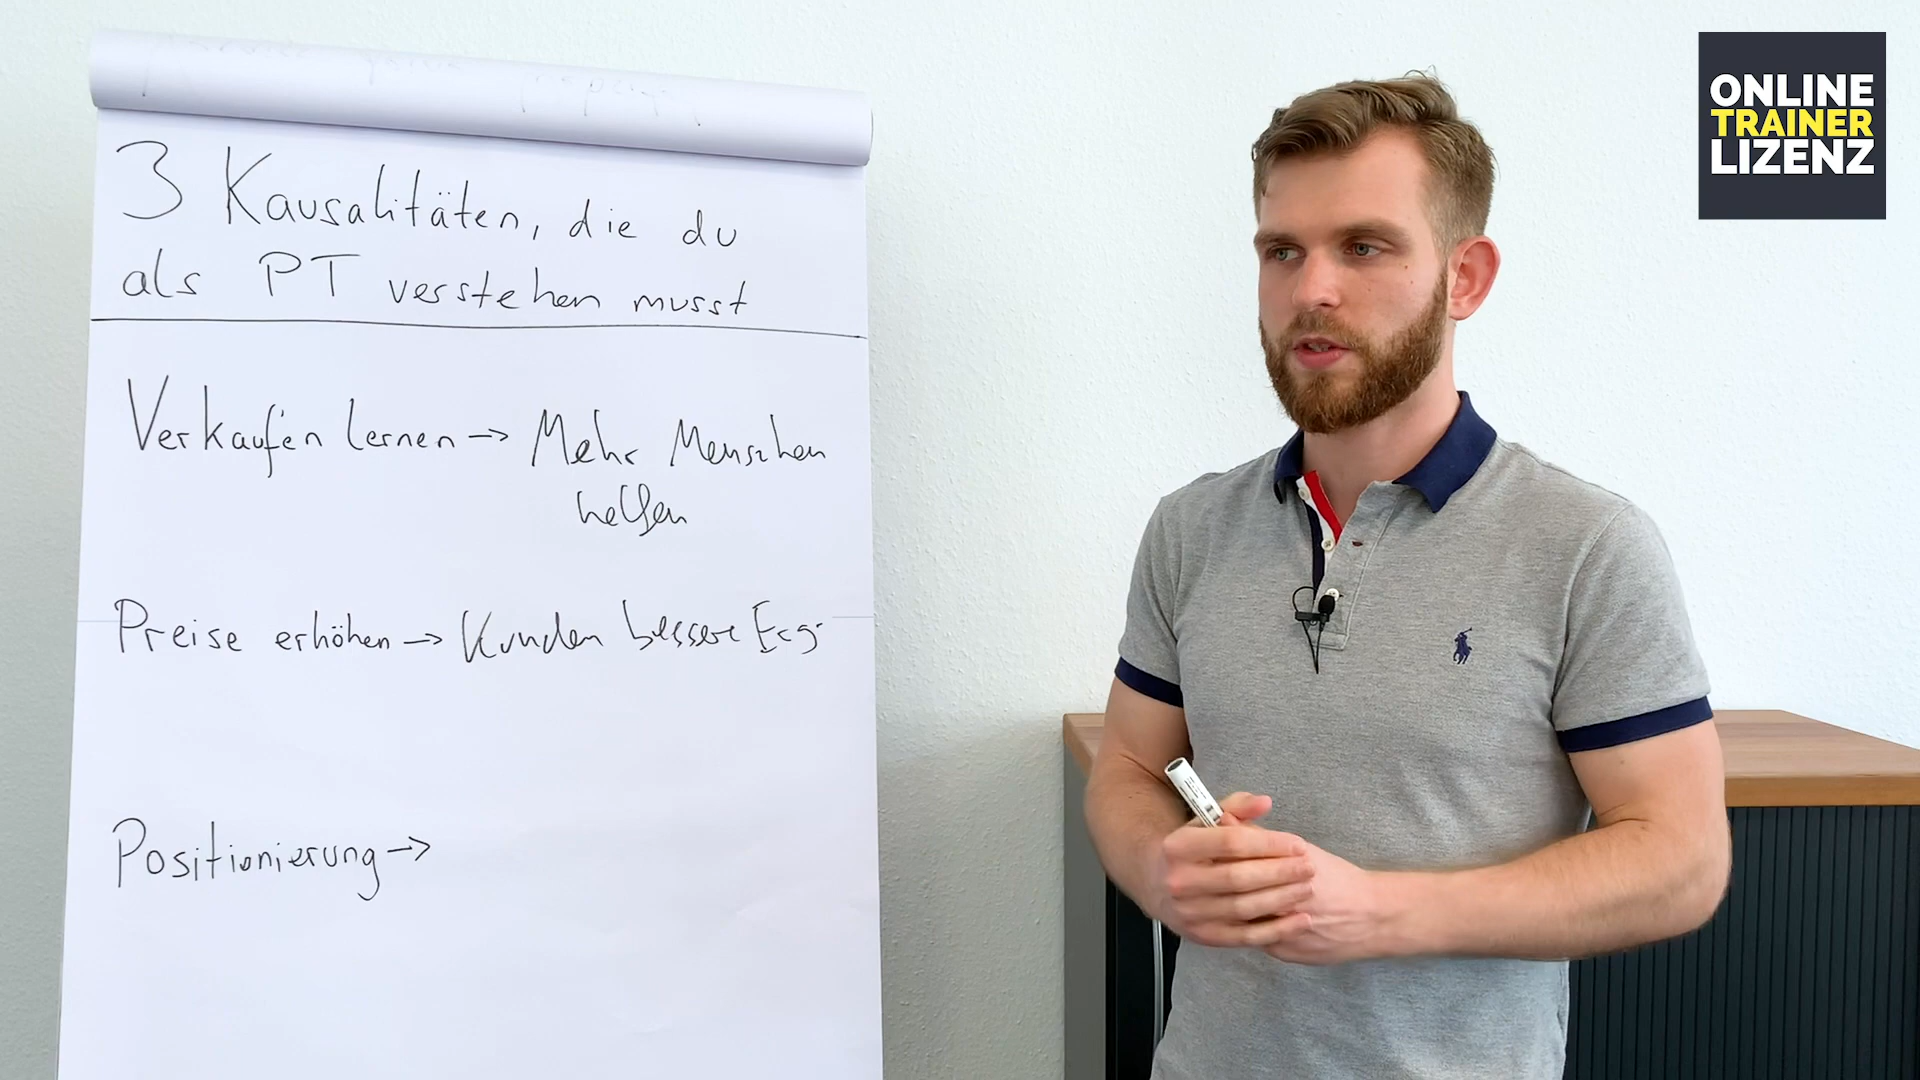 3 Kausalitäten, die du
als PT verstehen musst
Verkaufen lernen → Mehr Menschen
helfen
Preise erhöhen → Kunden bessere Erg.
Positionierung →
ONLINE
TRAINER
LIZENZ